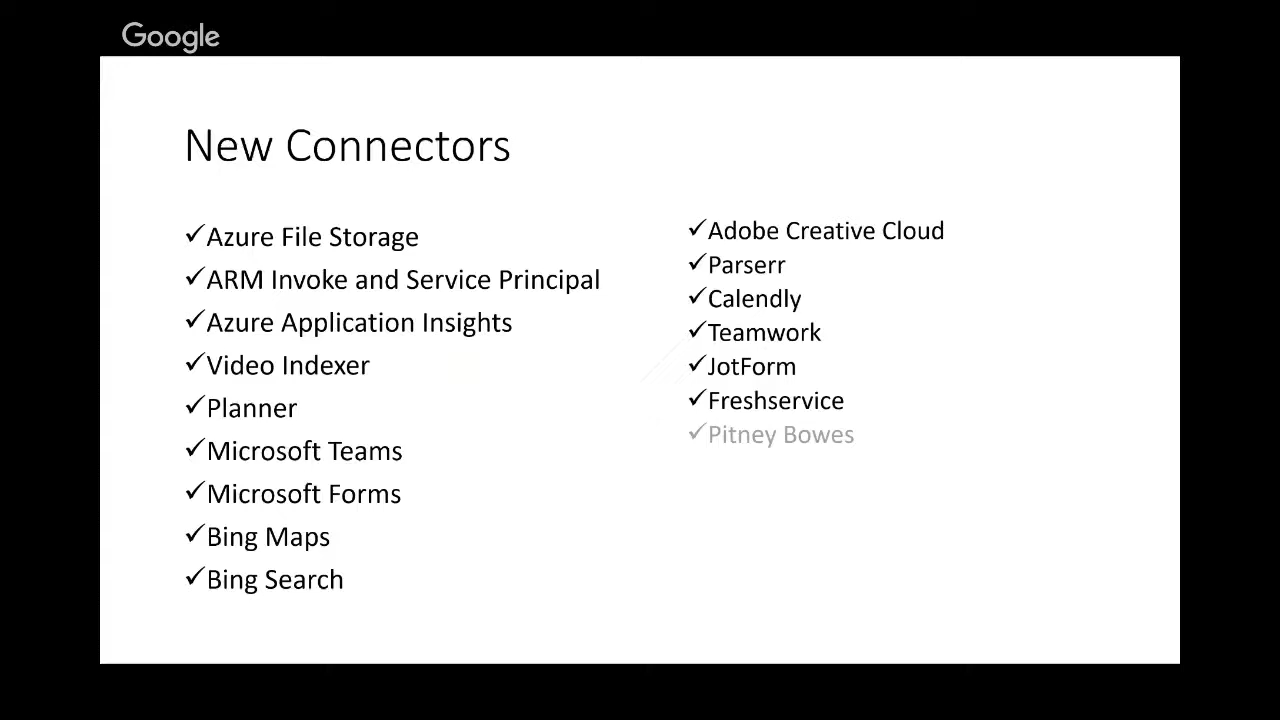 Google
New Connectors
✓Azure File Storage
✓ARM Invoke and Service Principal
✓Azure Application Insights
✓Video Indexer
✓Planner
✓Microsoft Teams
✓Microsoft Forms
✓Bing Maps
✓Bing Search
✓Adobe Creative Cloud
✓Parserr
✓Calendly
✓Teamwork
✓JotForm
✓Freshservice
✓Pitney Bowes